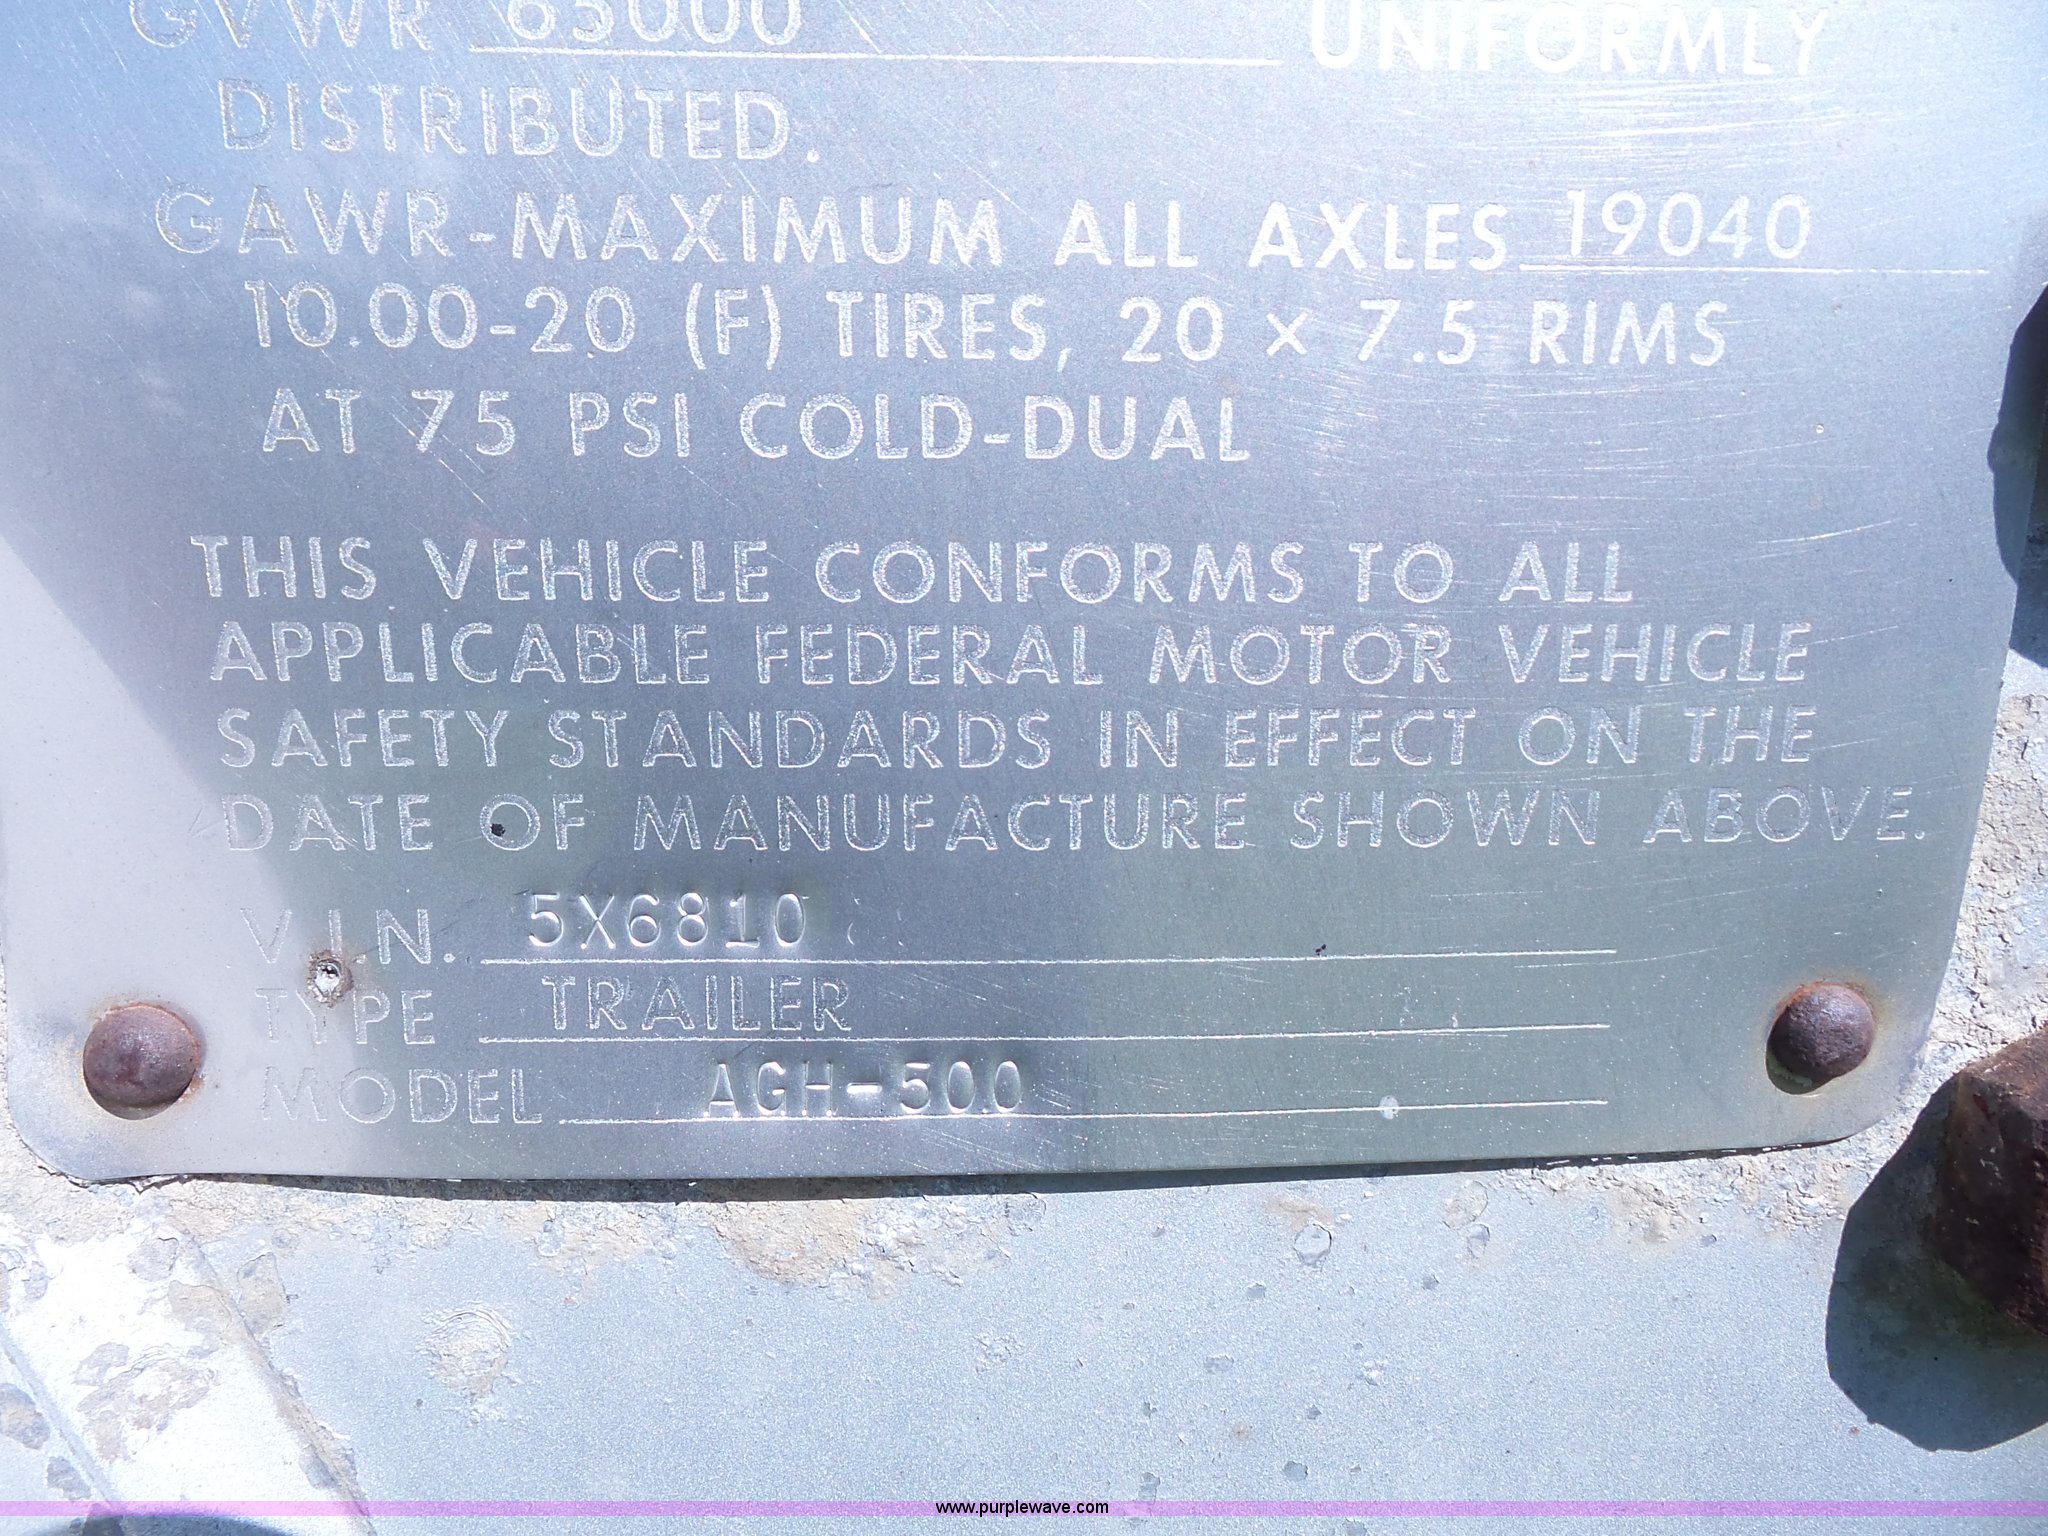 GVWR 65000 UNIFORMLY
DISTRIBUTED.
GAWR-MAXIMUM ALL AXLES 19040
10.00-20 (F) TIRES, 20 × 7.5 RIMS
AT 75 PSI COLD-DUAL
THIS VEHICLE CONFORMS TO ALL
APPLICABLE FEDERAL MOTOR VEHICLE
SAFETY STANDARDS IN EFFECT ON THE
DATE OF MANUFACTURE SHOWN ABOVE.
V.I.N. 5X6810
TYPE TRAILER
MODEL AGH-500
www.purplewave.com